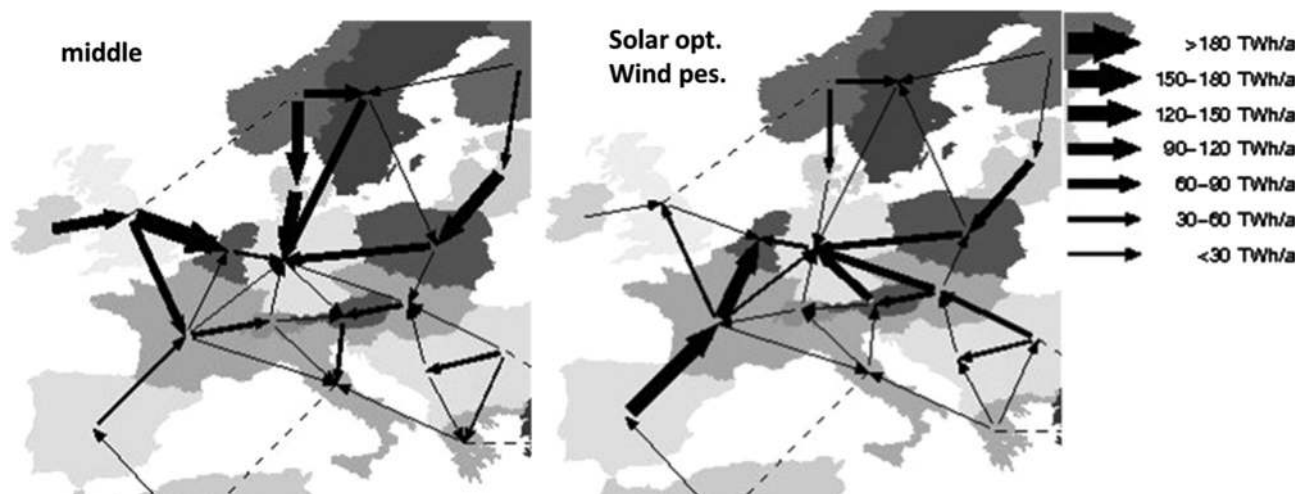 middle
Solar opt.
Wind pes.
>180 TWh/a
150–180 TWh/a
120–150 TWh/a
90–120 TWh/a
60–90 TWh/a
30–60 TWh/a
<30 TWh/a